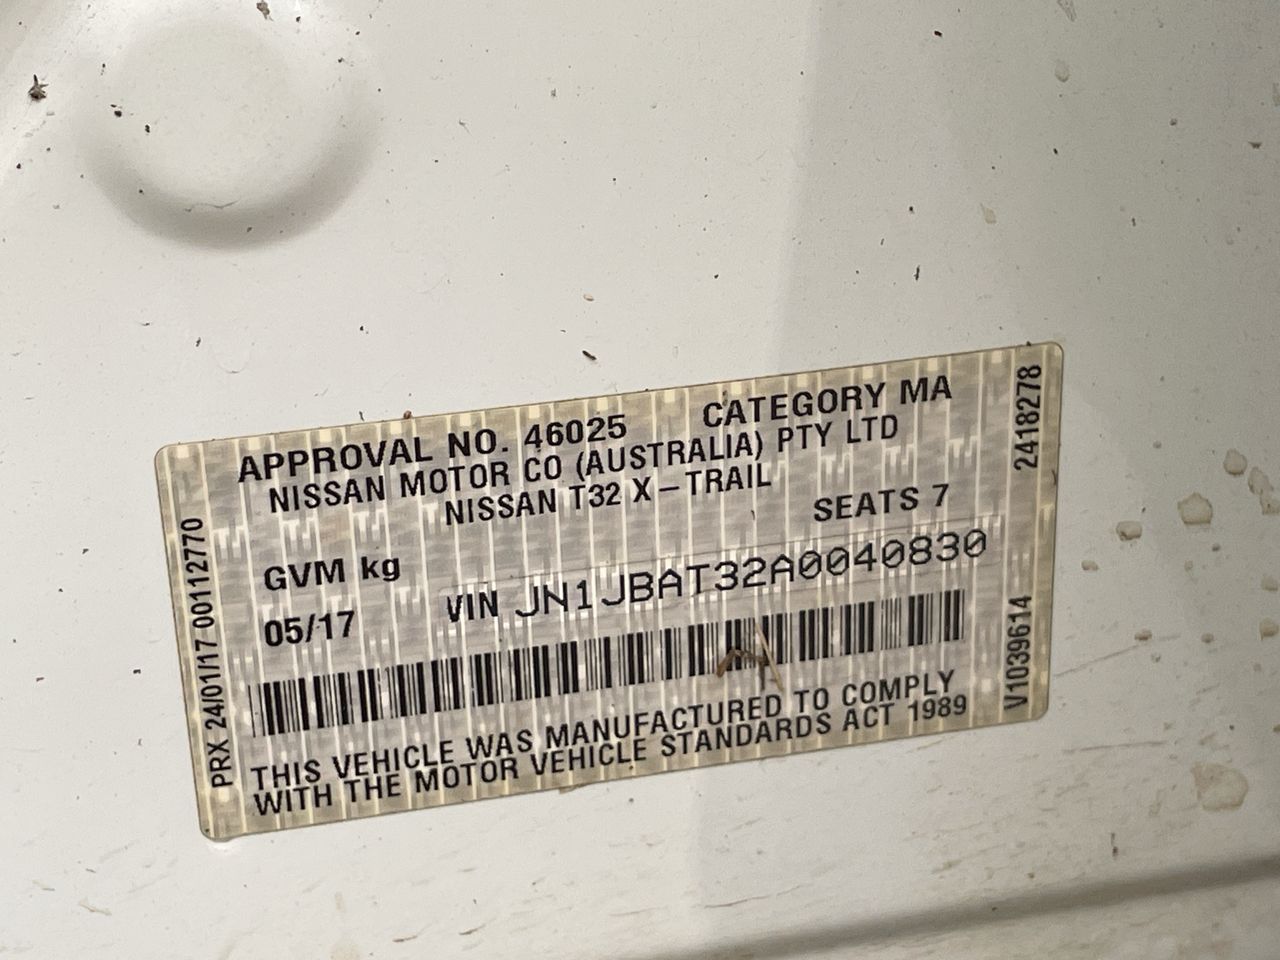 APPROVAL NO. 46025 CATEGORY MA
NISSAN MOTOR CO (AUSTRALIA) PTY LTD
NISSAN T32 X-TRAIL
SEATS 7
GVM kg
05/17 VIN JN1JBAT32A0040830
THIS VEHICLE WAS MANUFACTURED TO COMPLY
WITH THE MOTOR VEHICLE STANDARDS ACT 1989
PRX 24/01/17 00112770
2418278
V1039614